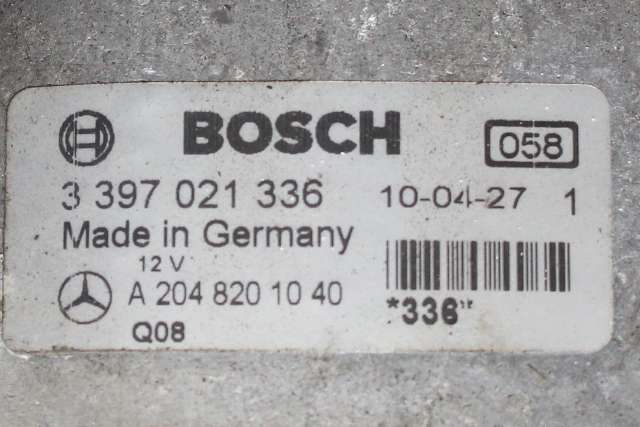 BOSCH 058
3 397 021 336 10-04-27 1
Made in Germany
12 V
A 204 820 10 40
*336*
Q08